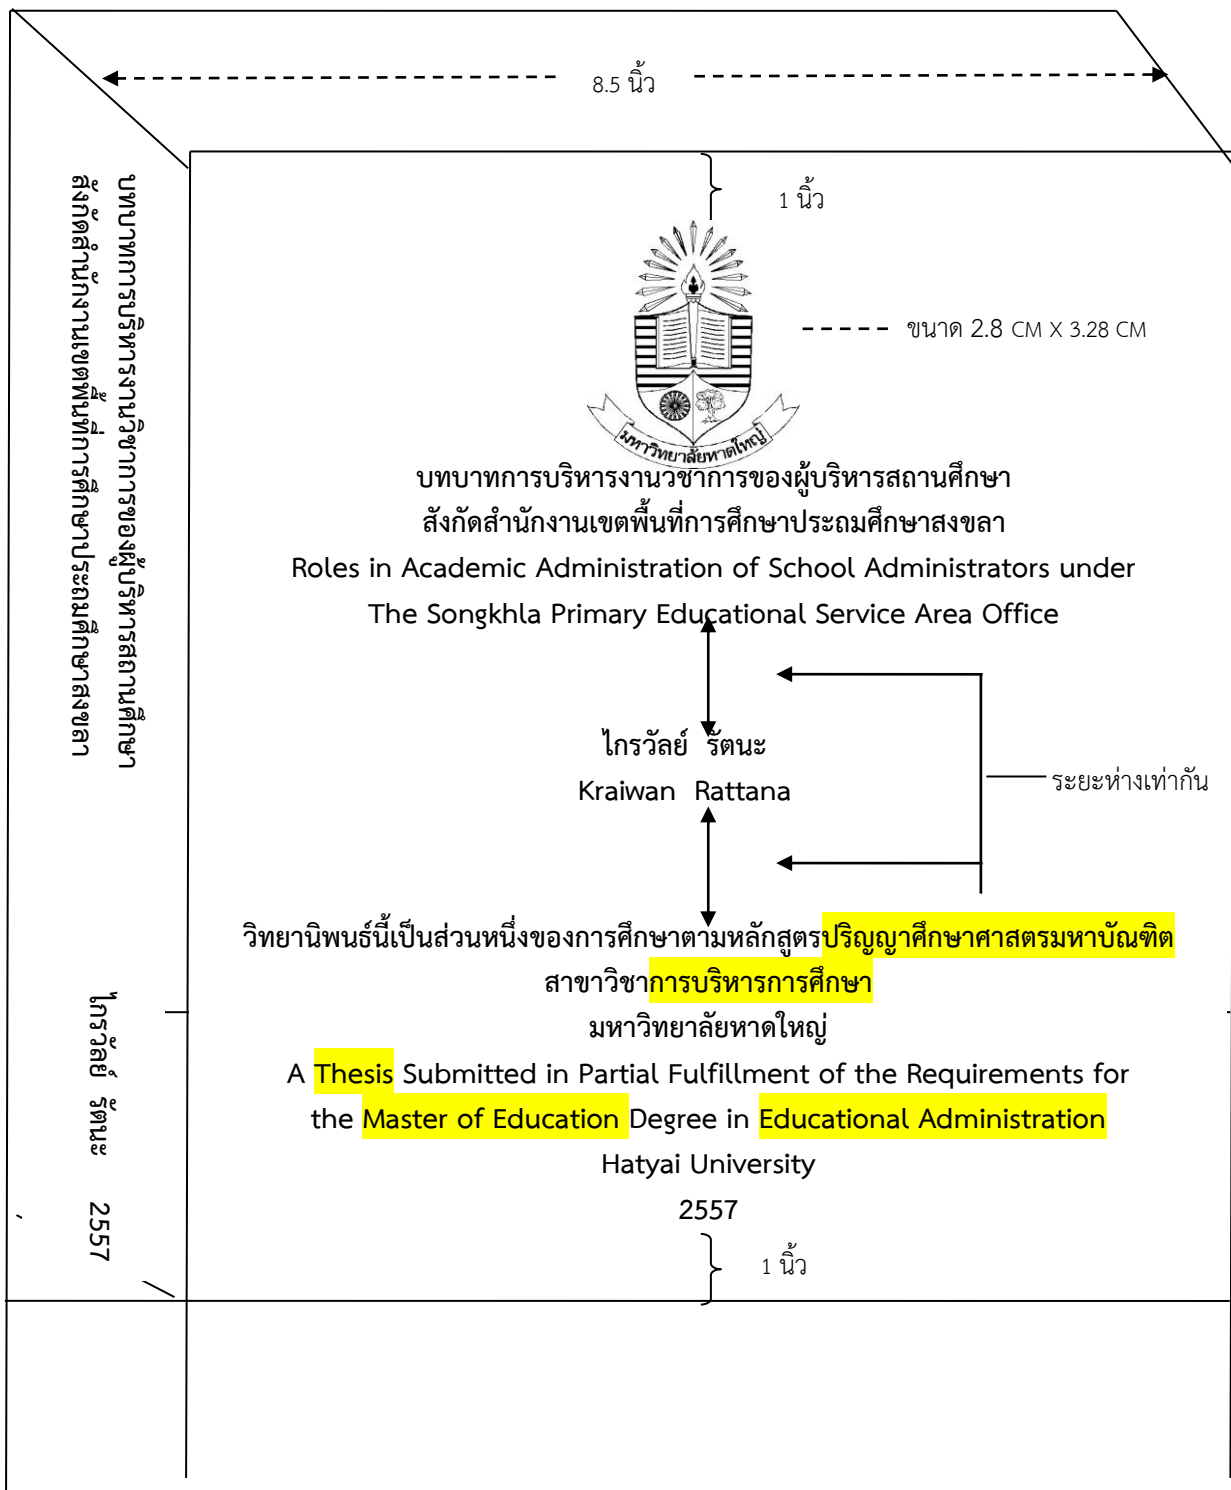 8.5 นิ้ว
1 นิ้ว
ขนาด 2.8 CM X 3.28 CM
มหาวิทยาลัยหาดใหญ่
บทบาทการบริหารงานวิชาการของผู้บริหารสถานศึกษา
สังกัดสำนักงานเขตพื้นที่การศึกษาประถมศึกษาสงขลา
บทบาทการบริหารงานวชาการของผู้บริหารสถานศึกษา
สังกัดสำนักงานเขตพื้นที่การศึกษาประถมศึกษาสงขลา
Roles in Academic Administration of School Administrators under
The Songkhla Primary Educational Service Area Office
ไกรวัลย์ รัตนะ
Kraiwan Rattana
ระยะห่างเท่ากัน
วิทยานิพนธ์นี้เป็นส่วนหนึ่งของการศึกษาตามหลักสูตรปริญญาศึกษาศาสตรมหาบัณฑิต
สาขาวิชาการบริหารการศึกษา
มหาวิทยาลัยหาดใหญ่
A Thesis Submitted in Partial Fulfillment of the Requirements for
the Master of Education Degree in Educational Administration
Hatyai University
2557
ไกรวัลย์ รัตนะ 2557
1 นิ้ว